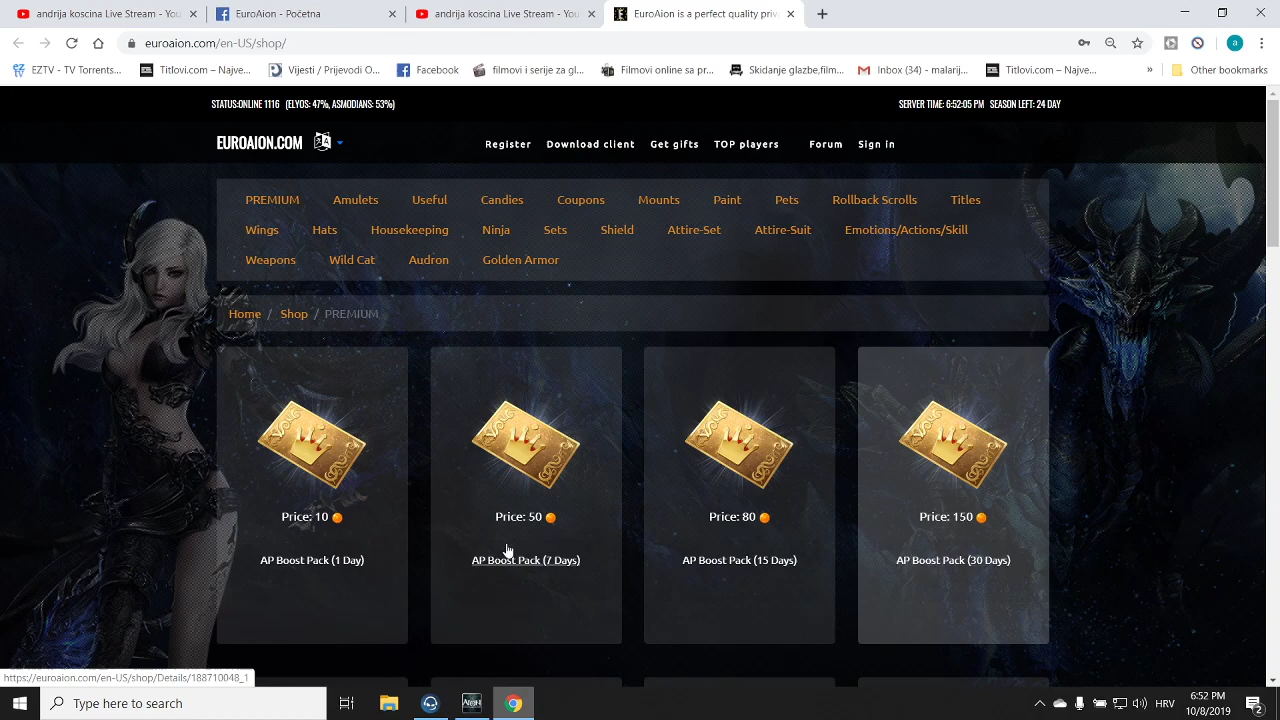 andrija koscina Live Stream - You
Facebook - Početna
andrija koscina Live Stream - You
EuroAion is a perfect quality priv
euroaion.com/en-US/shop/
EZTV - TV Torrents...
Titlovi.com – Najve...
Vijesti / Prijevodi O...
Facebook
filmovi i serije za ol...
Filmovi online sa pr...
Skidanje glazbe,film...
Inbox (34) - malarij...
Titlovi.com – Najve...
»
Other bookmarks
STATUS:ONLINE 1116 (ELYOS: 47%, ASMODIANS: 53%)
SERVER TIME: 6:52:05 PM SEASON LEFT: 24 DAY
EUROAION.COM
Register
Download client
Get gifts
TOP players
Forum
Sign in
PREMIUM
Amulets
Useful
Candies
Coupons
Mounts
Paint
Pets
Rollback Scrolls
Titles
Wings
Hats
Housekeeping
Ninja
Sets
Shield
Attire-Set
Attire-Suit
Emotions/Actions/Skill
Weapons
Wild Cat
Audron
Golden Armor
Home / Shop / PREMIUM
Price: 10
Price: 50
Price: 80
Price: 150
AP Boost Pack (1 Day)
AP Boost Pack (7 Days)
AP Boost Pack (15 Days)
AP Boost Pack (30 Days)
https://euroaion.com/en-US/shop/Details/188710048_1
Type here to search
AION
HRV
6:52 PM
10/8/2019
2